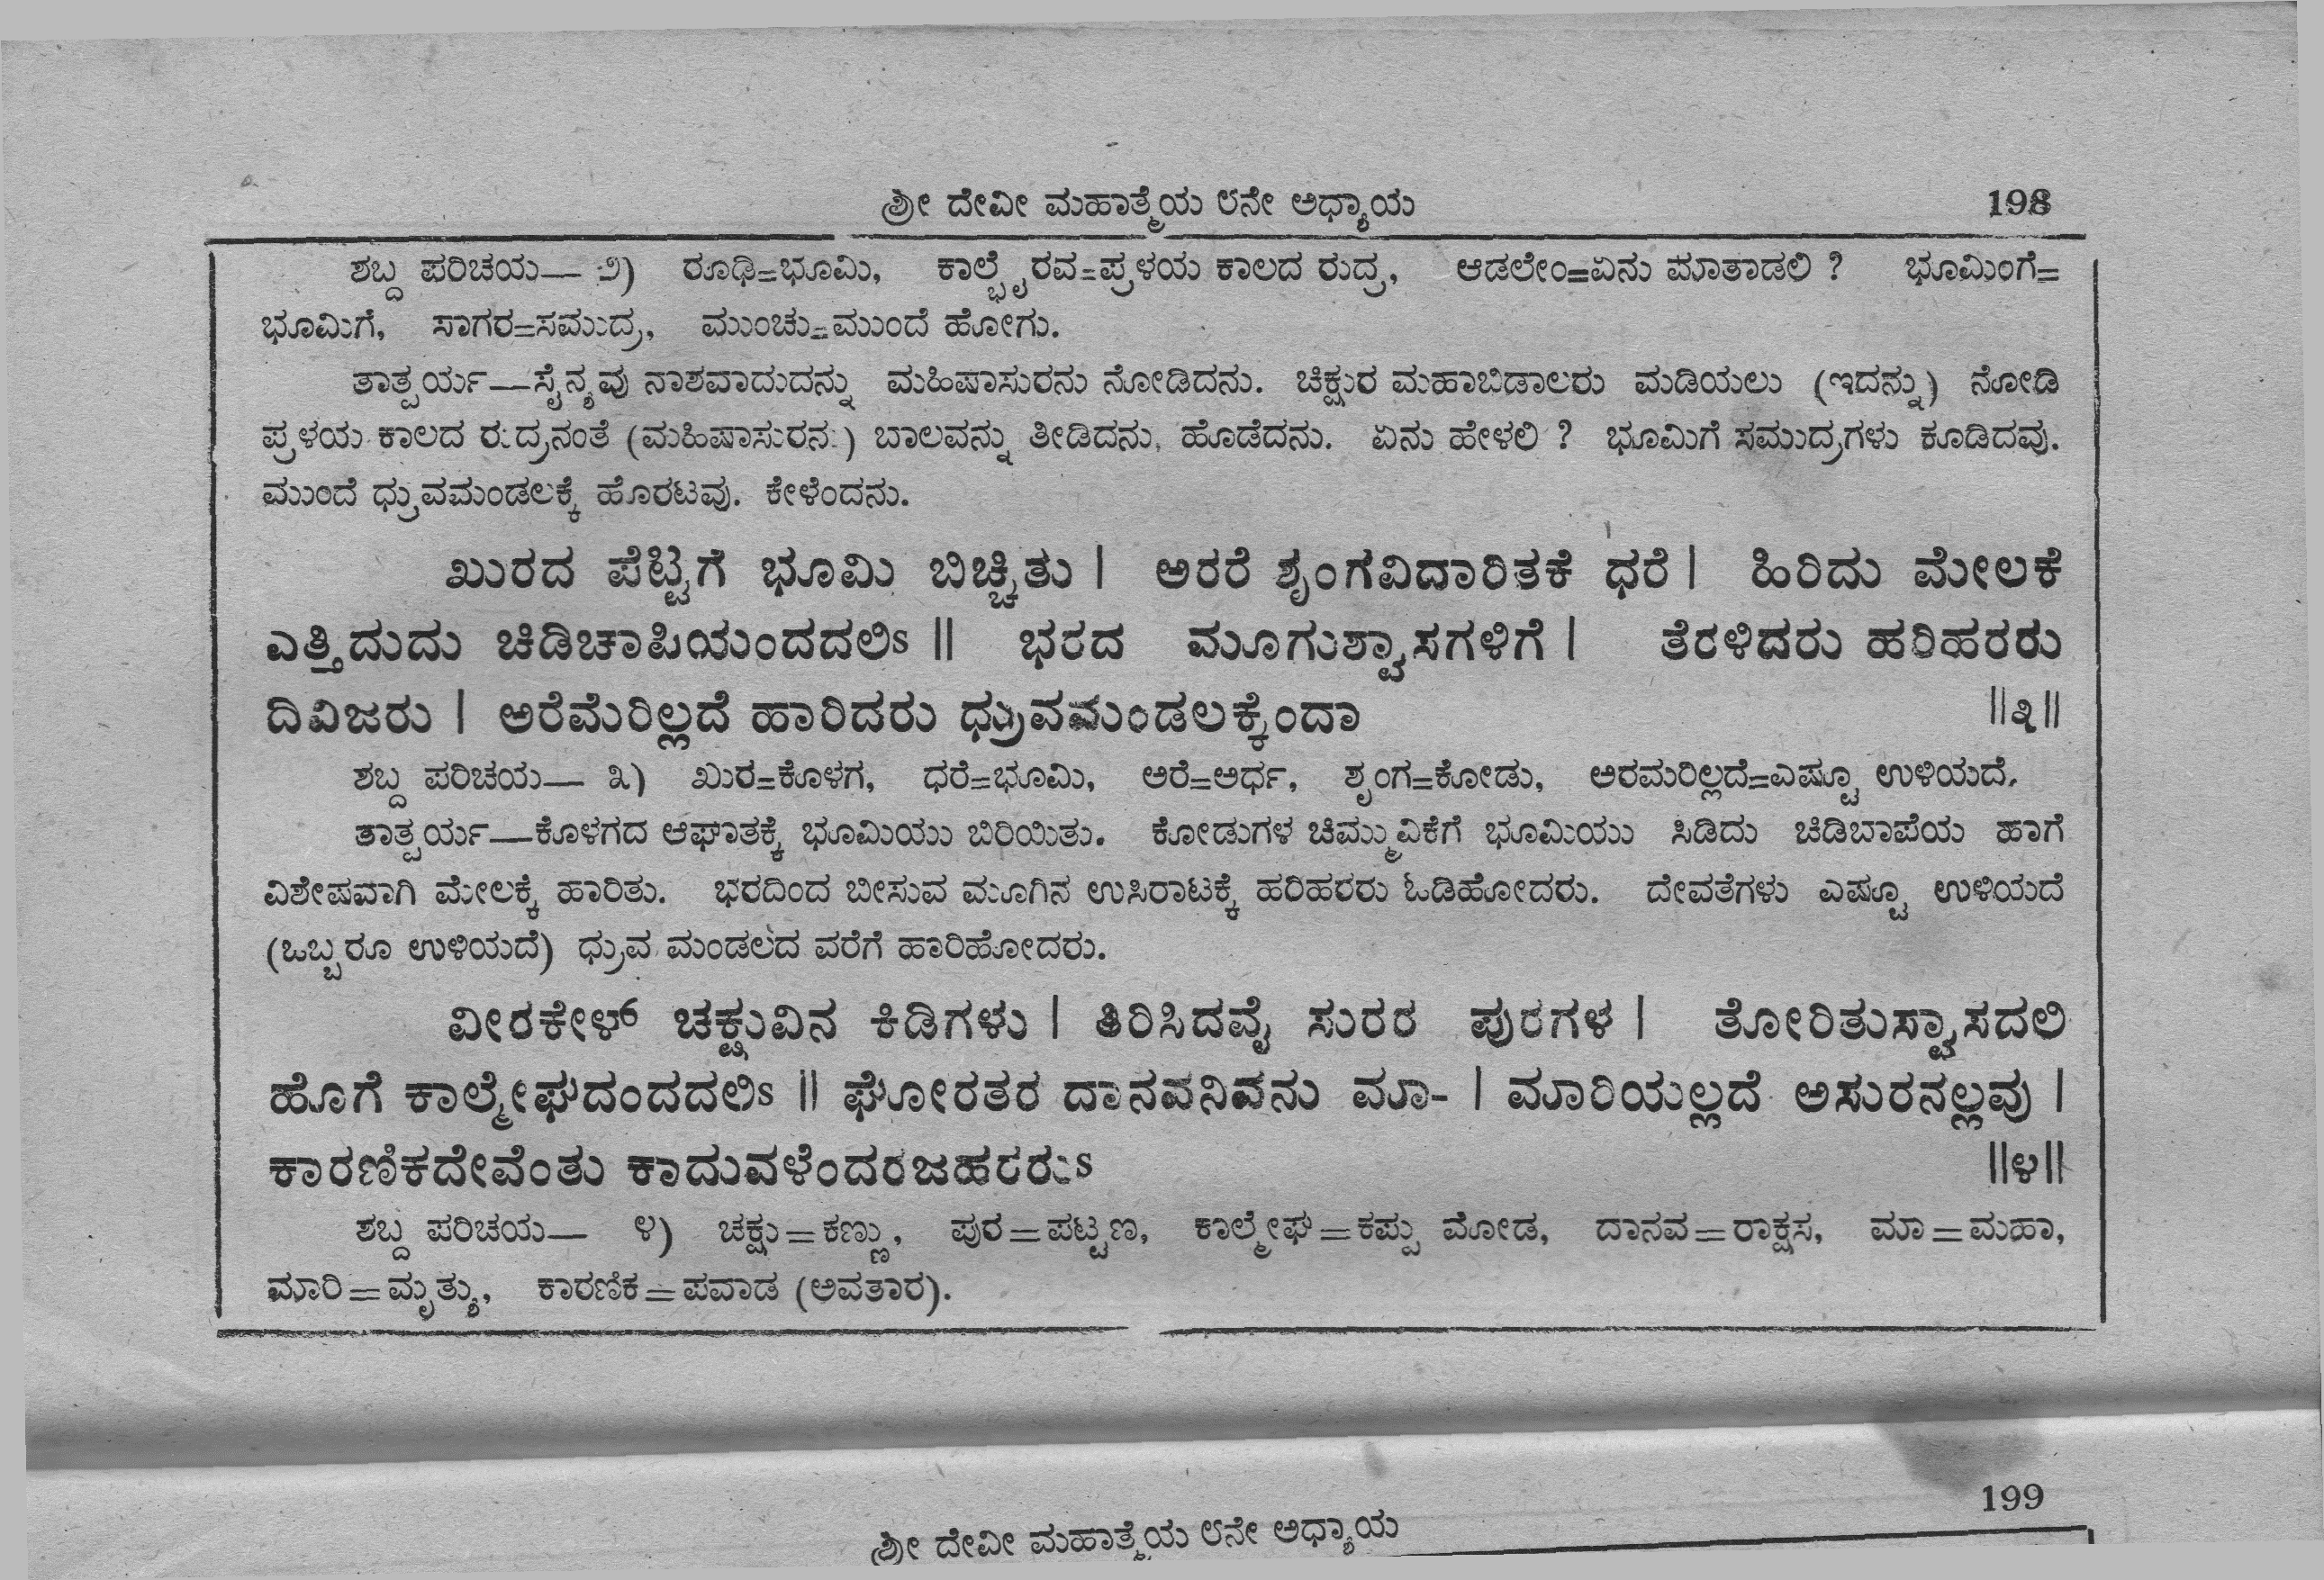 ಶ್ರೀ ದೇವೀ ಮಹಾತ್ಮೆಯ ೮ನೇ ಅಧ್ಯಾಯ 198
ಶಬ್ದ ಪರಿಚಯ— ೨) ರೂಢಿ=ಭೂಮಿ, ಕಾಲ್ಭೈರವ=ಪ್ರಳಯ ಕಾಲದ ರುದ್ರ, ಆಡಲೇಂ=ಏನು ಮಾತಾಡಲಿ ? ಭೂಮಿಂಗೆ=
ಭೂಮಿಗೆ, ಸಾಗರ=ಸಮುದ್ರ, ಮುಂಚು=ಮುಂದೆ ಹೋಗು.
ತಾತ್ಪರ್ಯ—ಸೈನ್ಯವು ನಾಶವಾದುದನ್ನು ಮಹಿಷಾಸುರನು ನೋಡಿದನು. ಚಿಕ್ಷುರ ಮಹಾಬಿಡಾಲರು ಮಡಿಯಲು (ಇದನ್ನು) ನೋಡಿ
ಪ್ರಳಯ ಕಾಲದ ರುದ್ರನಂತೆ (ಮಹಿಷಾಸುರನು) ಬಾಲವನ್ನು ತೀಡಿದನು, ಹೊಡೆದನು. ಏನು ಹೇಳಲಿ ? ಭೂಮಿಗೆ ಸಮುದ್ರಗಳು ಕೂಡಿದವು.
ಮುಂದೆ ಧ್ರುವಮಂಡಲಕ್ಕೆ ಹೊರಟವು. ಕೇಳೆಂದನು.
ಖುರದ ಪೆಟ್ಟಿಗೆ ಭೂಮಿ ಬಿಚ್ಚಿತು | ಅರರೆ ಶೃಂಗವಿದಾರಿತಕೆ ಧರೆ | ಹಿರಿದು ಮೇಲಕೆ
ಎತ್ತಿದುದು ಚಿಡಿಚಾಪಿಯಂದದಲಿs || ಭರದ ಮೂಗುಶ್ವಾಸಗಳಿಗೆ | ತೆರಳಿದರು ಹರಿಹರರು
ದಿವಿಜರು | ಅರೆಮೆರಿಲ್ಲದೆ ಹಾರಿದರು ಧ್ರುವಮಂಡಲಕ್ಕೆಂದಾ ||೩||
ಶಬ್ದ ಪರಿಚಯ— ೩) ಖುರ=ಕೊಳಗ, ಧರೆ=ಭೂಮಿ, ಅರೆ=ಅರ್ಧ, ಶೃಂಗ=ಕೋಡು, ಅರಮರಿಲ್ಲದೆ=ಎಷ್ಟೂ ಉಳಿಯದೆ.
ತಾತ್ಪರ್ಯ—ಕೊಳಗದ ಆಘಾತಕ್ಕೆ ಭೂಮಿಯು ಬಿರಿಯಿತು. ಕೋಡುಗಳ ಚಿಮ್ಮುವಿಕೆಗೆ ಭೂಮಿಯು ಸಿಡಿದು ಚಿಡಿಬಾಪೆಯ ಹಾಗೆ
ವಿಶೇಷವಾಗಿ ಮೇಲಕ್ಕೆ ಹಾರಿತು. ಭರದಿಂದ ಬೀಸುವ ಮೂಗಿನ ಉಸಿರಾಟಕ್ಕೆ ಹರಿಹರರು ಓಡಿಹೋದರು. ದೇವತೆಗಳು ಎಷ್ಟೂ ಉಳಿಯದೆ
(ಒಬ್ಬರೂ ಉಳಿಯದೆ) ಧ್ರುವ ಮಂಡಲದ ವರೆಗೆ ಹಾರಿಹೋದರು.
ವೀರಕೇಳ್ ಚಕ್ಷುವಿನ ಕಿಡಿಗಳು | ತಿರಿಸಿದವೈ ಸುರರ ಪುರಗಳ | ತೋರಿತುಸ್ವಾಸದಲಿ
ಹೊಗೆ ಕಾಲ್ಮೇಘದಂದದಲಿs || ಘೋರತರ ದಾನವನಿವನು ಮಾ- | ಮಾರಿಯಲ್ಲದೆ ಅಸುರನಲ್ಲವು |
ಕಾರಣಿಕದೇವೆಂತು ಕಾದುವಳೆಂದರಜಹರರುs ||೪||
ಶಬ್ದ ಪರಿಚಯ— ೪) ಚಕ್ಷು=ಕಣ್ಣು, ಪುರ=ಪಟ್ಟಣ, ಕಾಲ್ಮೇಘ=ಕಪ್ಪು ಮೋಡ, ದಾನವ=ರಾಕ್ಷಸ, ಮಾ=ಮಹಾ,
ಮಾರಿ=ಮೃತ್ಯು, ಕಾರಣಿಕ=ಪವಾಡ (ಅವತಾರ).
199
ಶ್ರೀ ದೇವೀ ಮಹಾತ್ಮೆಯ ೮ನೇ ಅಧ್ಯಾಯ